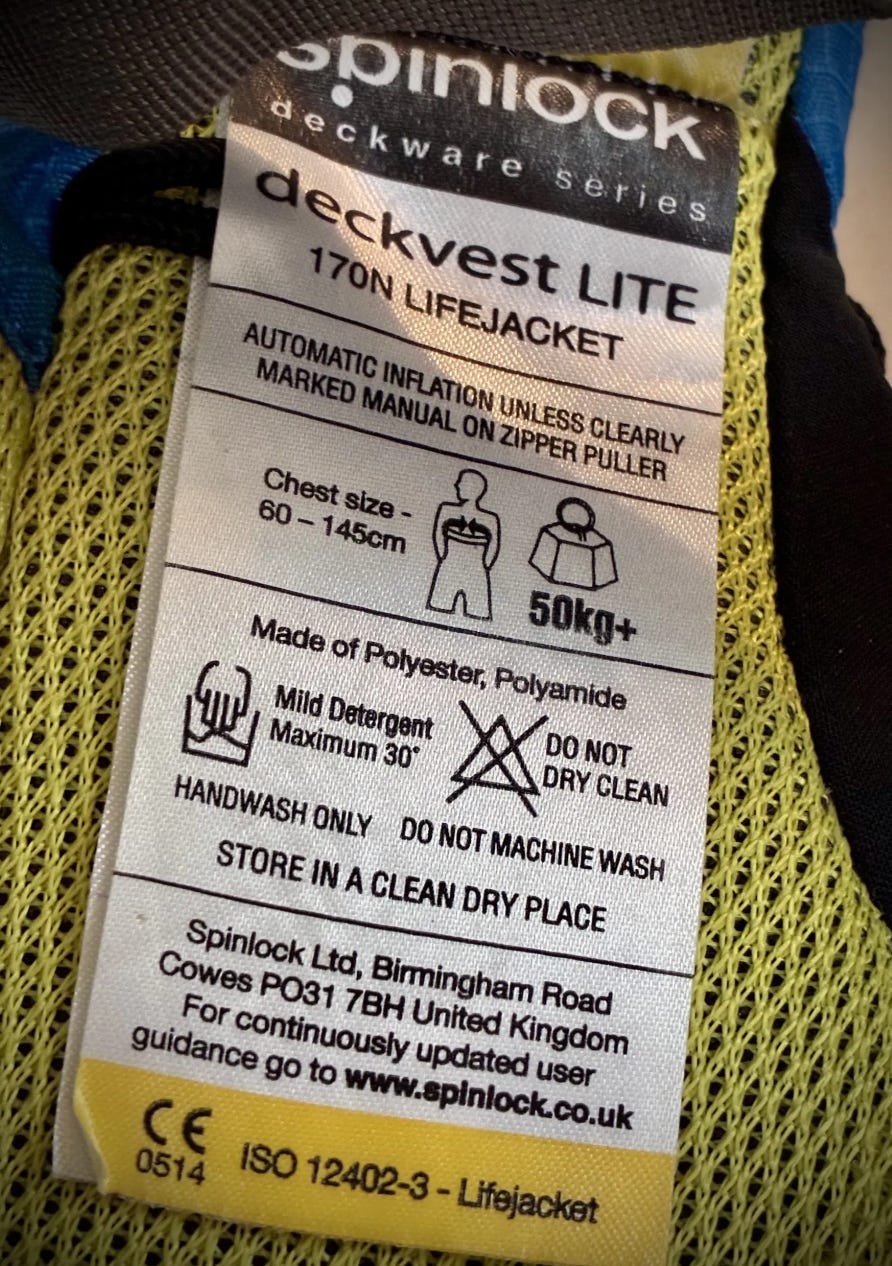 spinlock
deckware series
deckvest LITE
170N LIFEJACKET
AUTOMATIC INFLATION UNLESS CLEARLY
MARKED MANUAL ON ZIPPER PULLER
Chest size -
60 – 145cm
50kg+
Made of Polyester, Polyamide
Mild Detergent
Maximum 30°
DO NOT
DRY CLEAN
HANDWASH ONLY DO NOT MACHINE WASH
STORE IN A CLEAN DRY PLACE
Spinlock Ltd, Birmingham Road
Cowes PO31 7BH United Kingdom
For continuously updated user
guidance go to www.spinlock.co.uk
CE
0514
ISO 12402-3 - Lifejacket